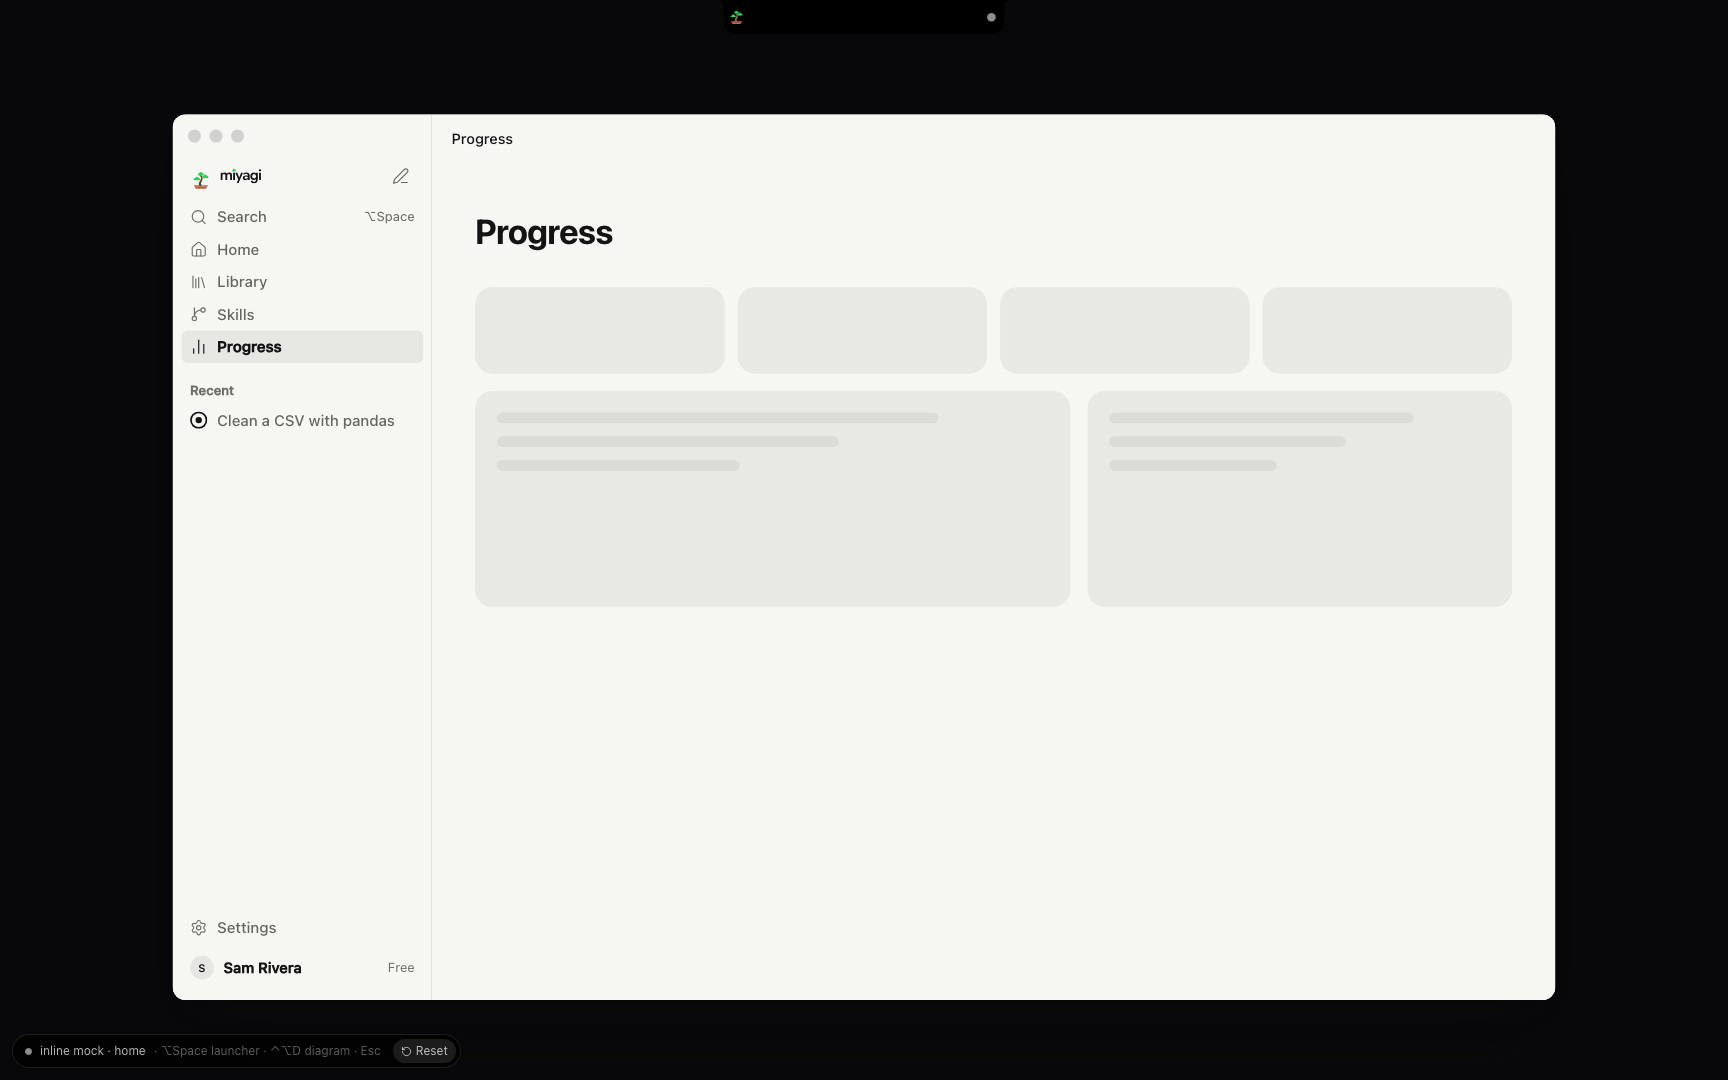 Progress
miyagi
Search ⌥Space
Home
Library
Skills
Progress
Recent
Clean a CSV with pandas
Settings
S Sam Rivera Free
Progress
inline mock · home · ⌥Space launcher · ^⌥D diagram · Esc Reset